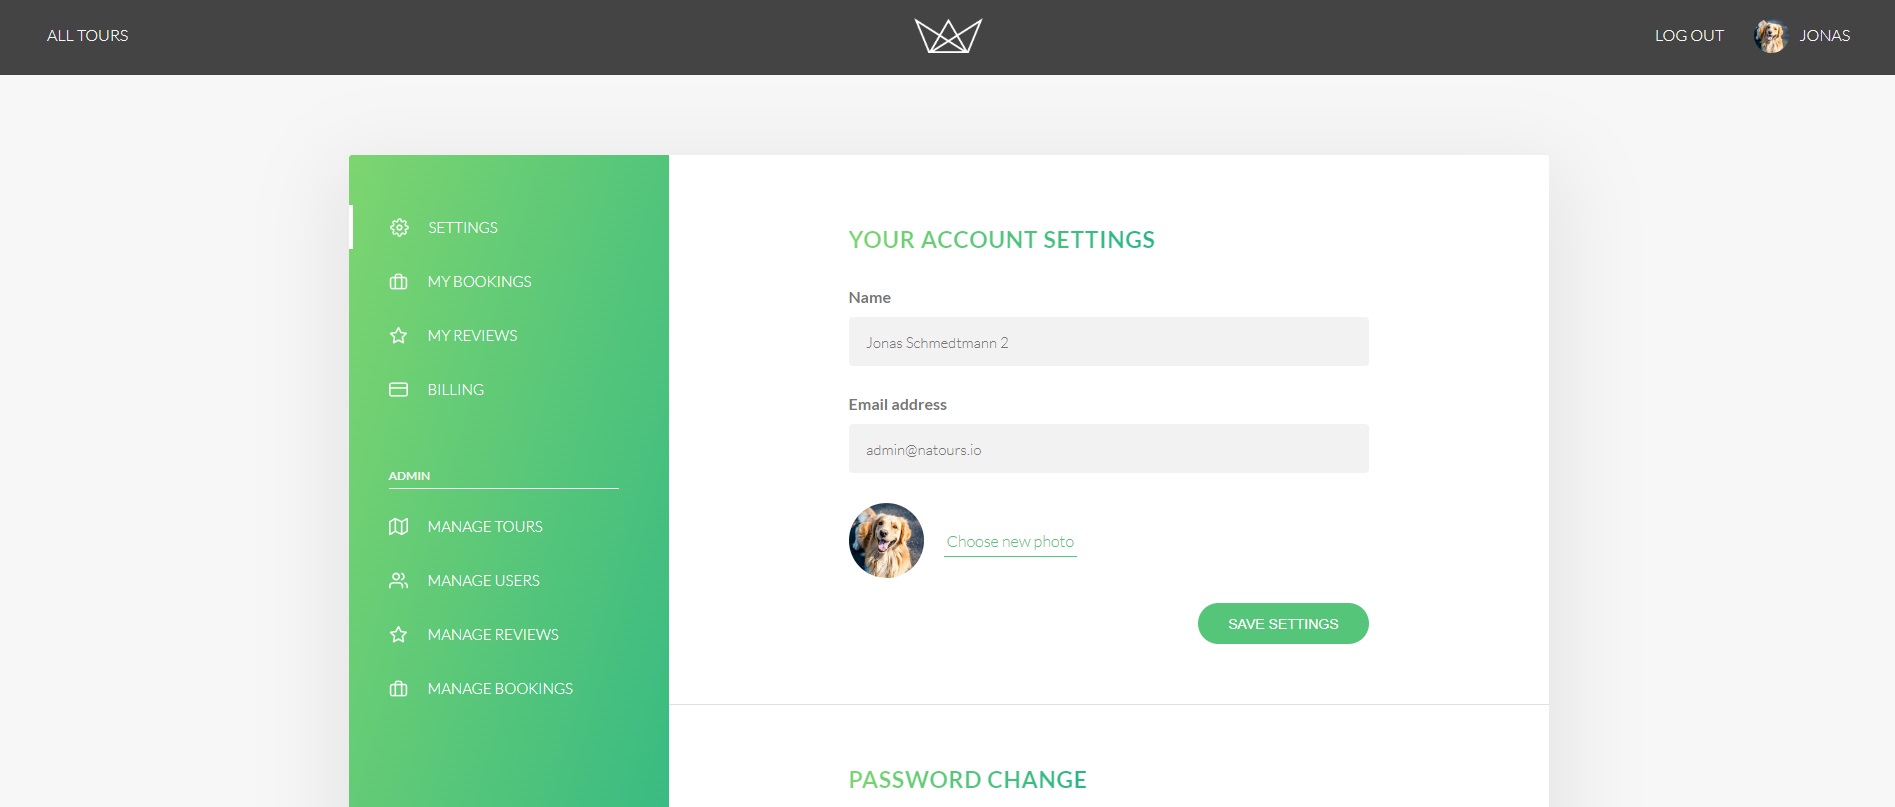 ALL TOURS
LOG OUT
JONAS
SETTINGS
MY BOOKINGS
MY REVIEWS
BILLING
ADMIN
MANAGE TOURS
MANAGE USERS
MANAGE REVIEWS
MANAGE BOOKINGS
YOUR ACCOUNT SETTINGS
Name
Jonas Schmedtmann 2
Email address
admin@natours.io
Choose new photo
SAVE SETTINGS
PASSWORD CHANGE